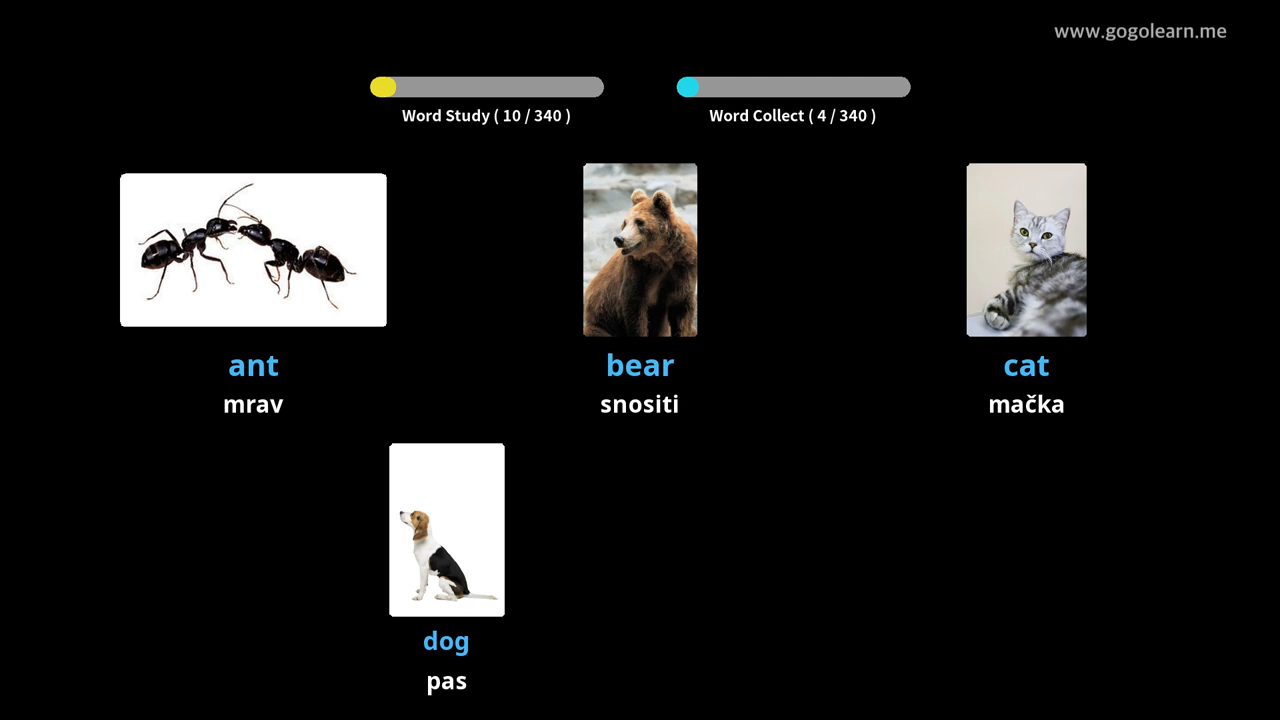 www.gogolearn.me
Word Study ( 10 / 340 )
Word Collect ( 4 / 340 )
ant
mrav
bear
snositi
cat
mačka
dog
pas